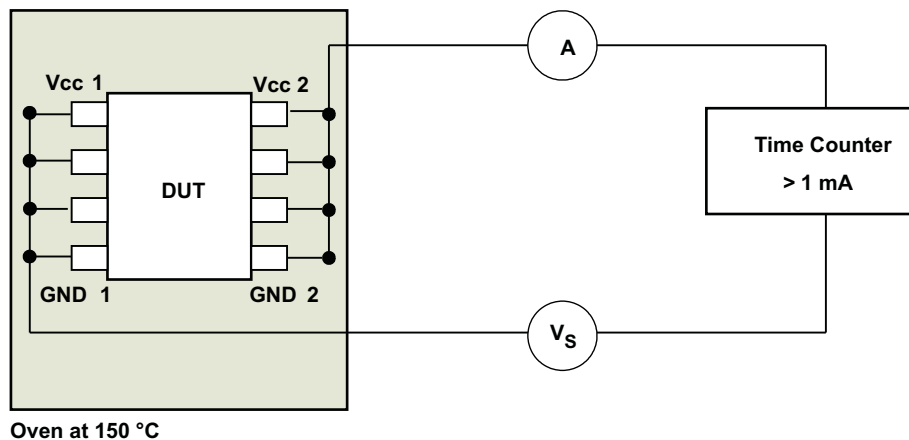 A
Vcc 1
Vcc 2
Time Counter
> 1 mA
DUT
GND 1
GND 2
VS
Oven at 150 °C